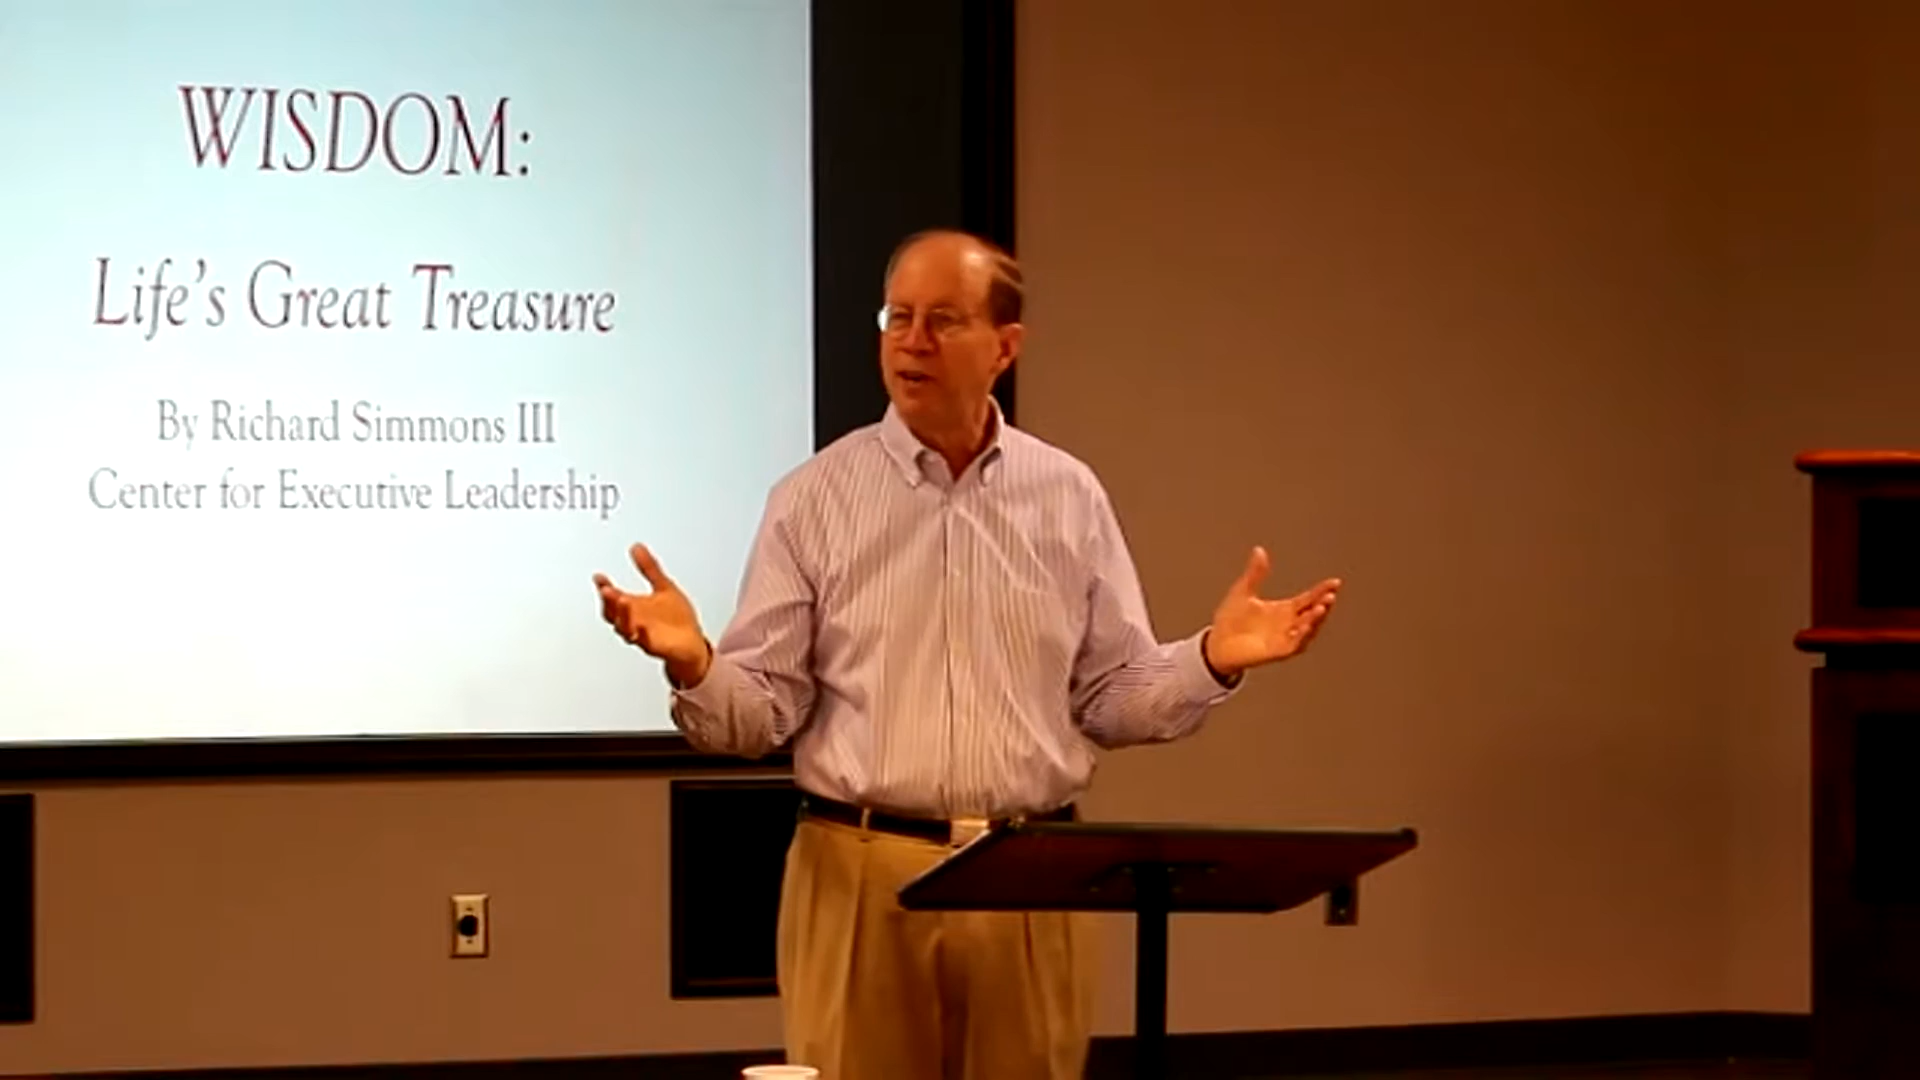 WISDOM:
Life's Great Treasure
By Richard Simmons III
Center for Executive Leadership